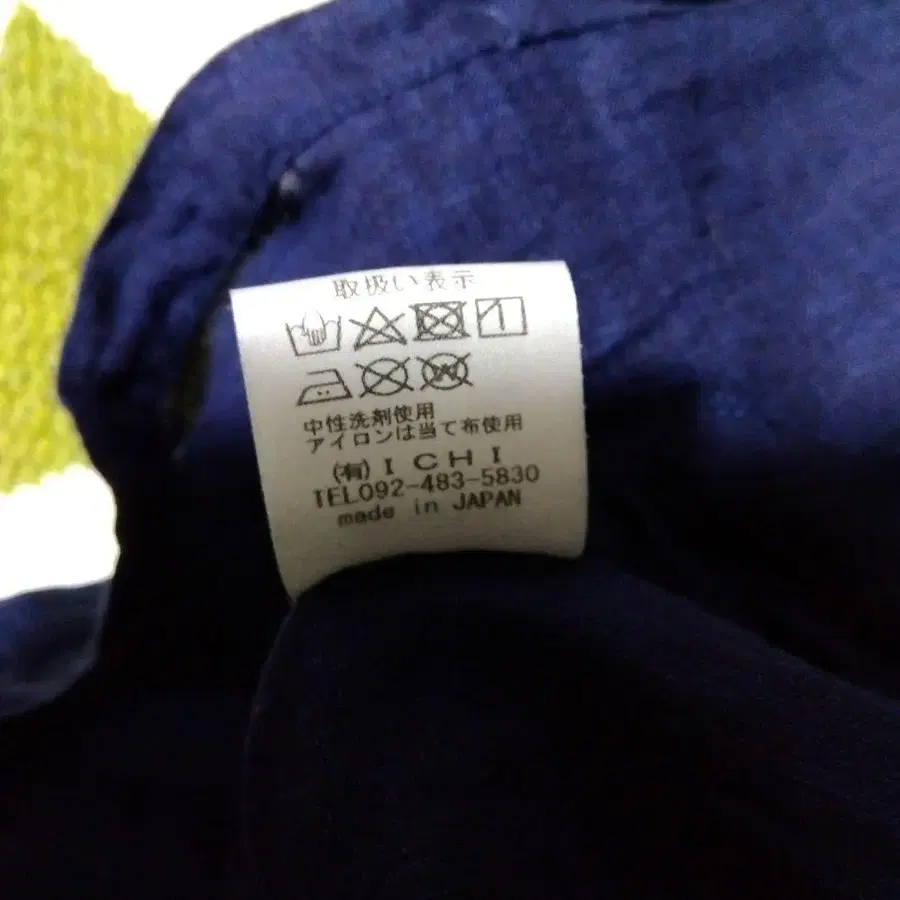 取扱い表示
W
中性洗剤使用
アイロンは当て布使用
(有) I C H I
TEL092-483-5830
made in JAPAN